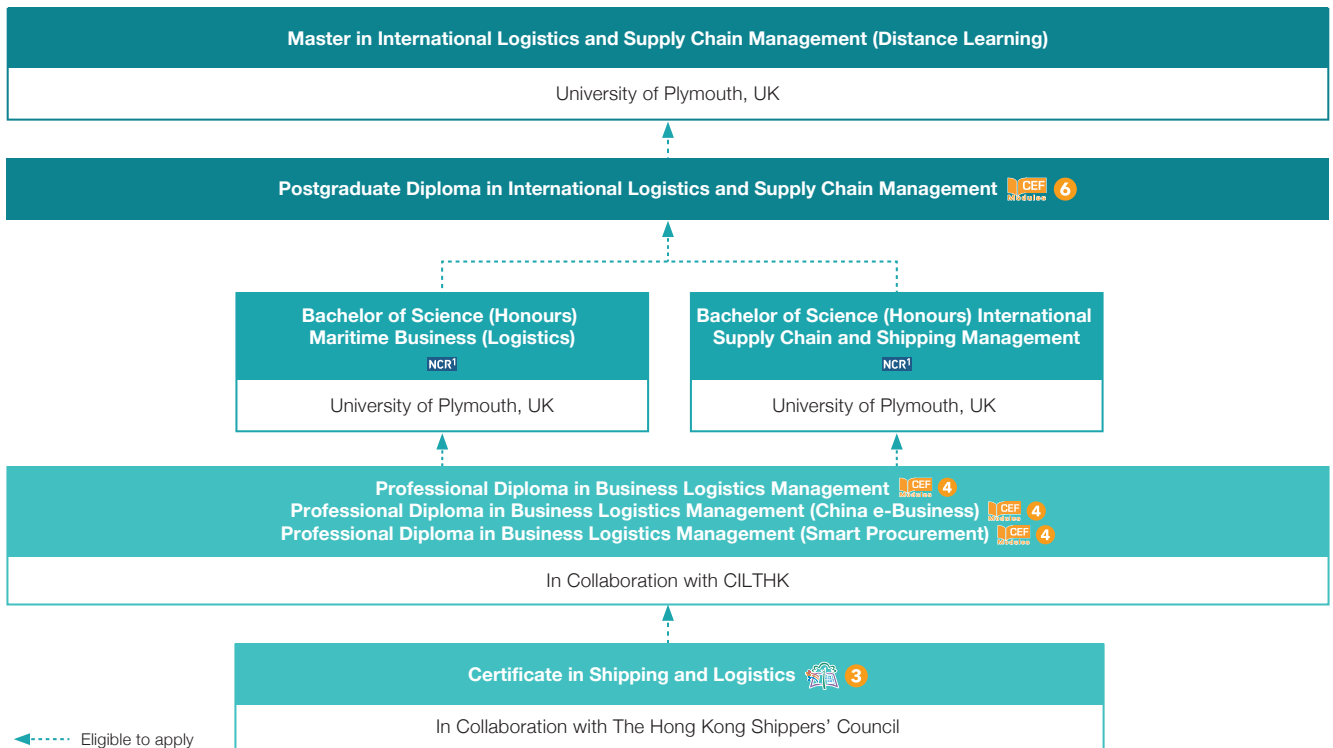 Master in International Logistics and Supply Chain Management (Distance Learning)
University of Plymouth, UK
Postgraduate Diploma in International Logistics and Supply Chain Management CEF Modules 6
Bachelor of Science (Honours)
Maritime Business (Logistics)
NCR1
University of Plymouth, UK
Bachelor of Science (Honours) International
Supply Chain and Shipping Management
NCR1
University of Plymouth, UK
Professional Diploma in Business Logistics Management CEF Modules 4
Professional Diploma in Business Logistics Management (China e-Business) CEF Modules 4
Professional Diploma in Business Logistics Management (Smart Procurement) CEF Modules 4
In Collaboration with CILTHK
Certificate in Shipping and Logistics 3
In Collaboration with The Hong Kong Shippers’ Council
Eligible to apply